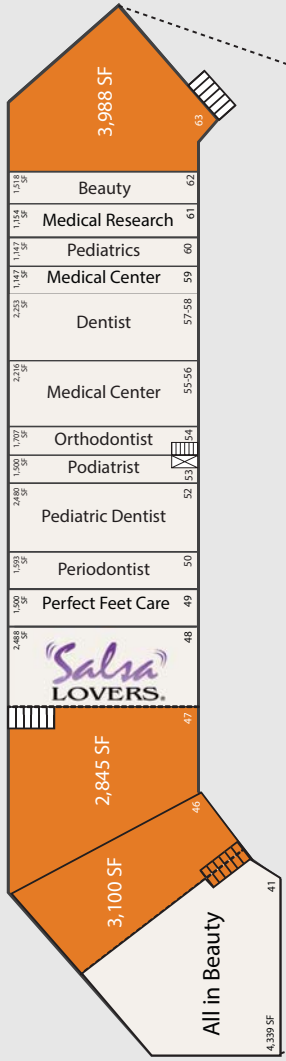 3,988 SF
63
1,518 SF
Beauty
62
1,154 SF
Medical Research
61
1,147 SF
Pediatrics
60
1,147 SF
Medical Center
59
2,253 SF
Dentist
57-58
2,216 SF
Medical Center
55-56
1,707 SF
Orthodontist
54
1,500 SF
Podiatrist
53
2,480 SF
Pediatric Dentist
52
1,593 SF
Periodontist
50
1,500 SF
Perfect Feet Care
49
2,488 SF
Salsa
LOVERS.
48
2,845 SF
47
3,100 SF
46
All in Beauty
41
4,339 SF